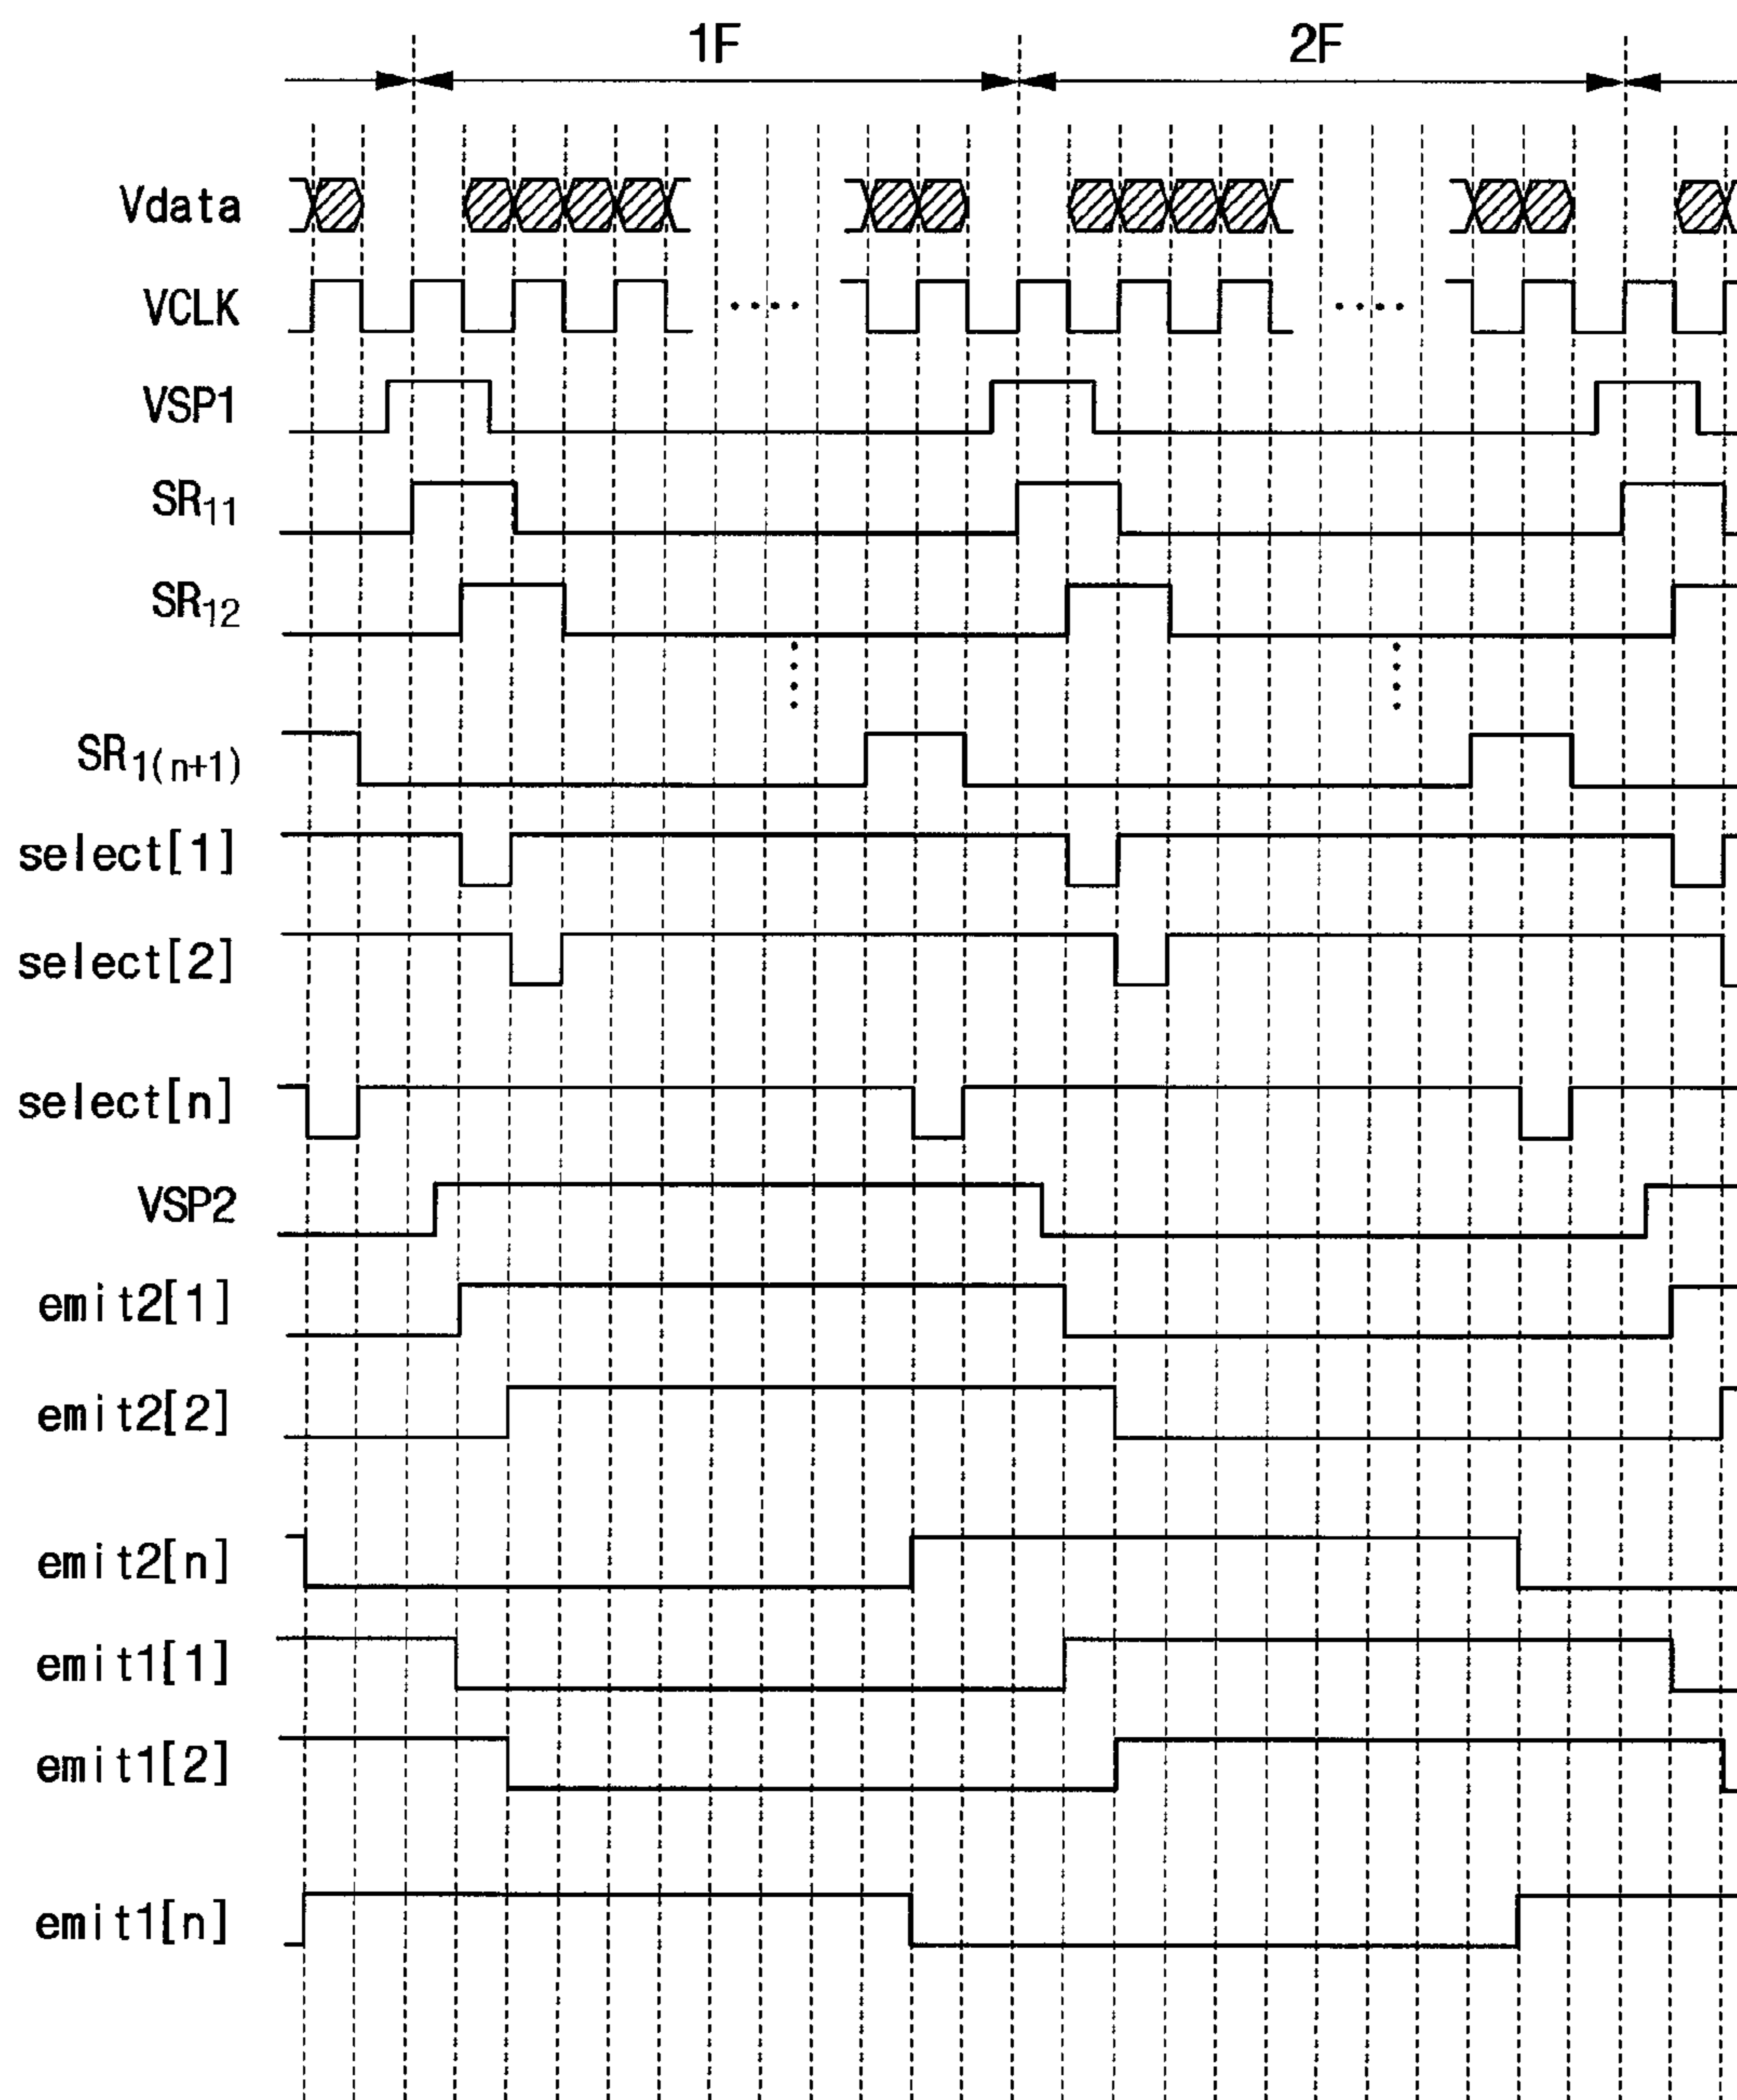 1F 2F
Vdata
VCLK
VSP1
SR11
SR12
SR1(n+1)
select[1]
select[2]
select[n]
VSP2
emit2[1]
emit2[2]
emit2[n]
emit1[1]
emit1[2]
emit1[n]